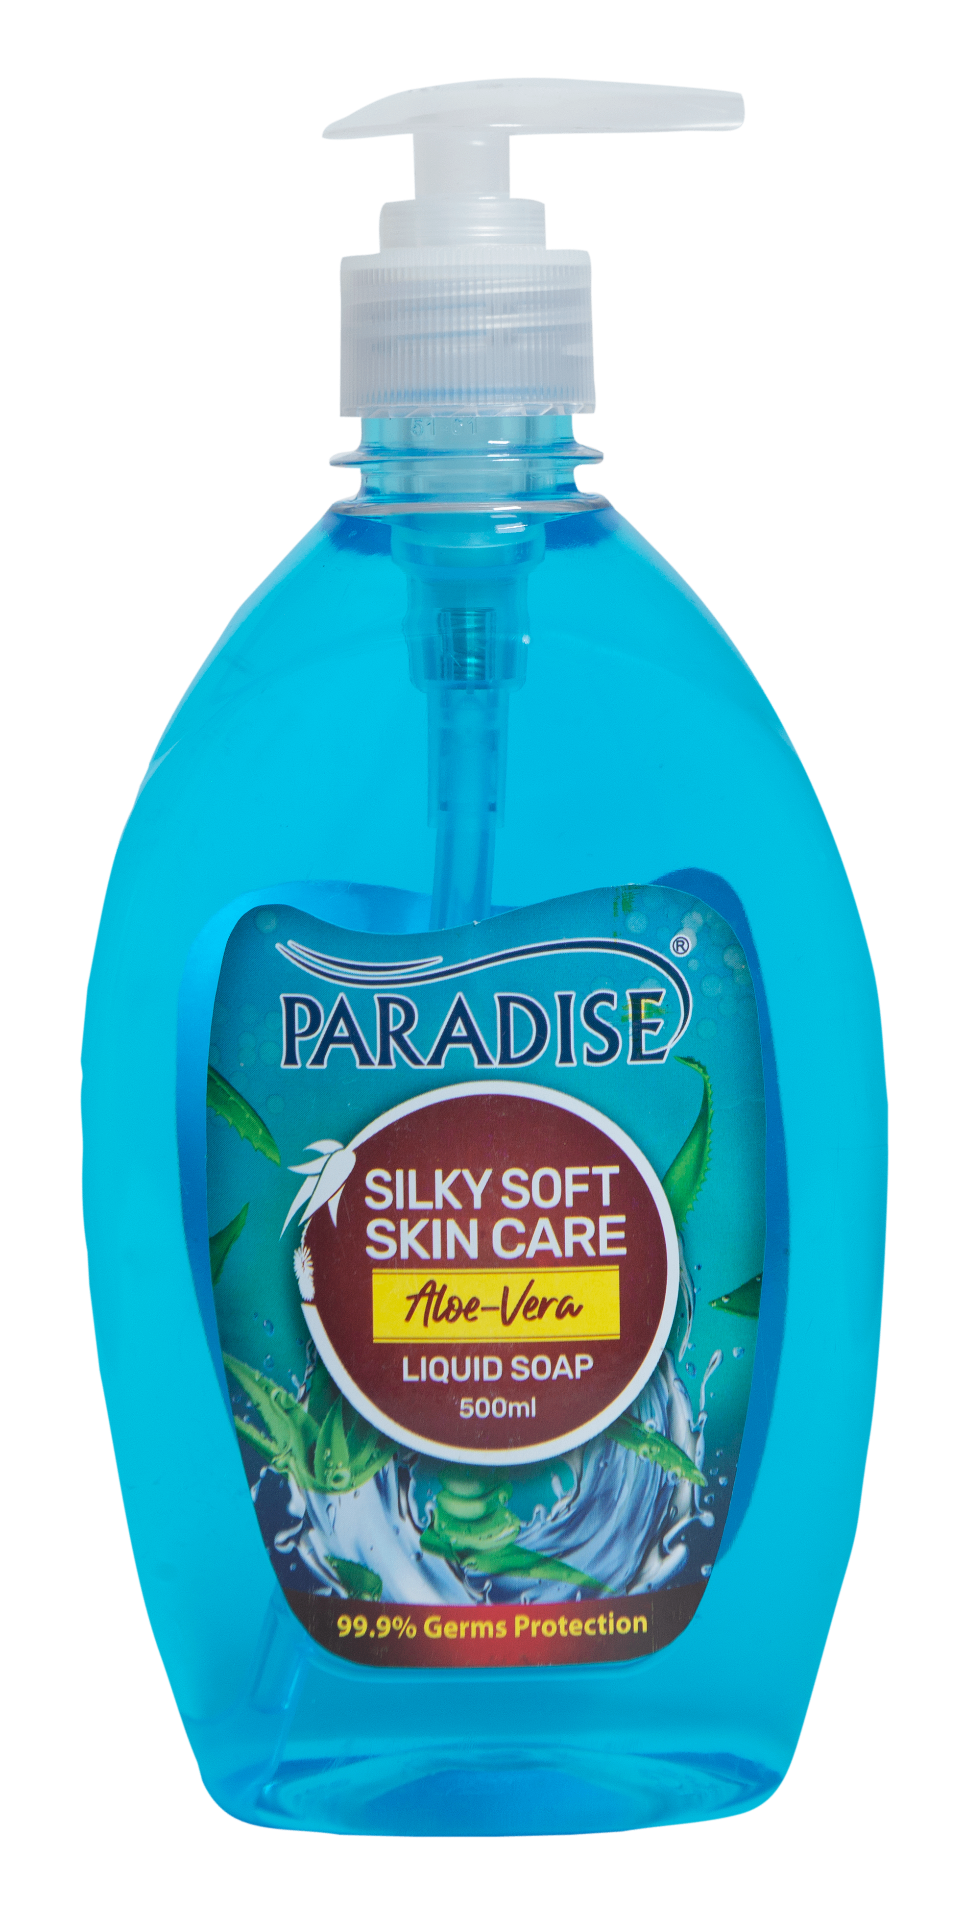 PARADISE®
SILKY SOFT
SKIN CARE
Aloe-Vera
LIQUID SOAP
500ml
99.9% Germs Protection